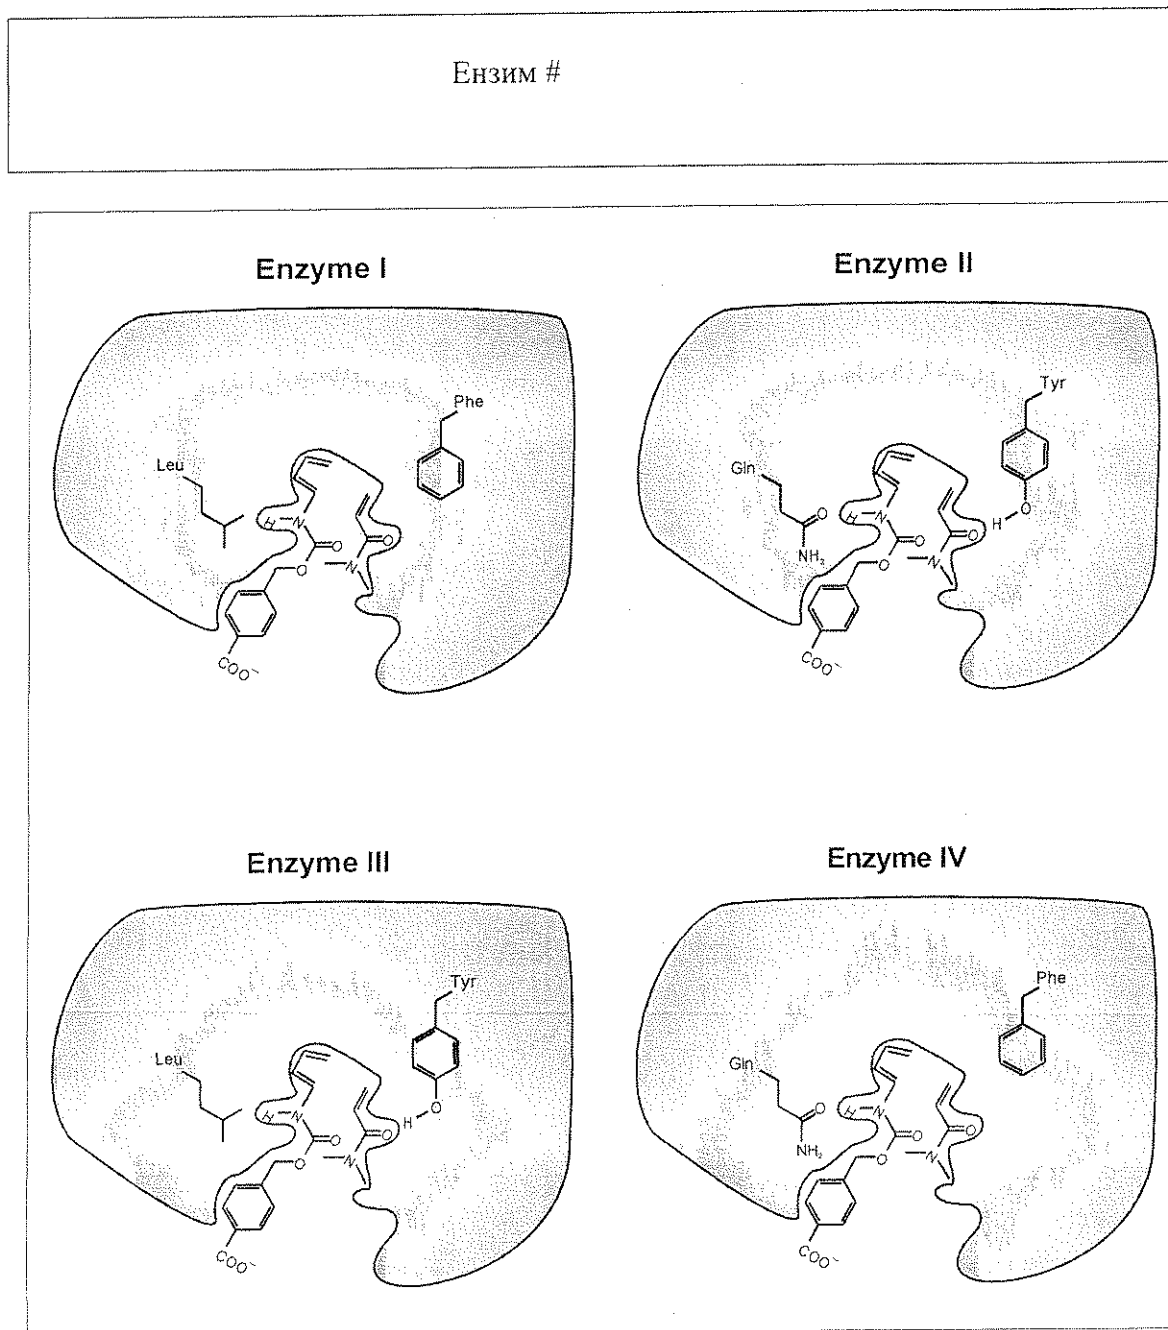 Ензим #
Enzyme I
Enzyme II
Phe
Leu
H
N
O
O
N
COO⁻
Tyr
Gln
O
NH₂
H
O
H
N
O
O
O
N
COO⁻
Enzyme III
Enzyme IV
Tyr
Leu
H
O
H
N
O
O
O
N
COO⁻
Phe
Gln
O
NH₂
H
N
O
O
O
N
COO⁻